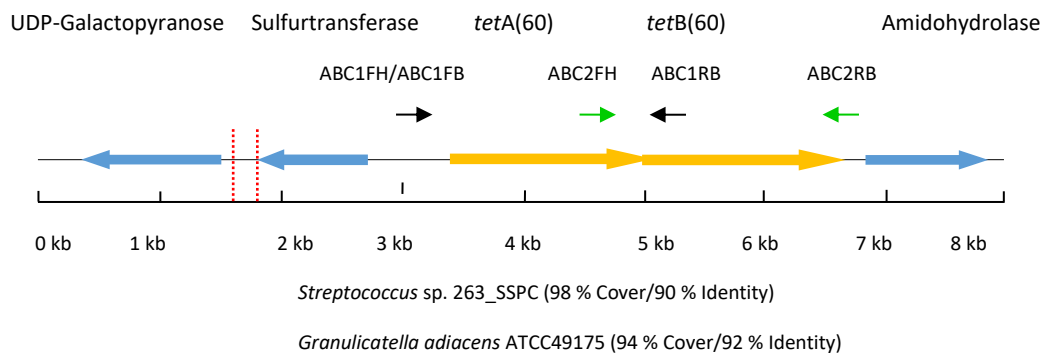 UDP-Galactopyranose Sulfurtransferase tetA(60) tetB(60) Amidohydrolase
ABC1FH/ABC1FB ABC2FH ABC1RB ABC2RB
0 kb 1 kb 2 kb 3 kb 4 kb 5 kb 6 kb 7 kb 8 kb
Streptococcus sp. 263_SSPC (98 % Cover/90 % Identity)
Granulicatella adiacens ATCC49175 (94 % Cover/92 % Identity)